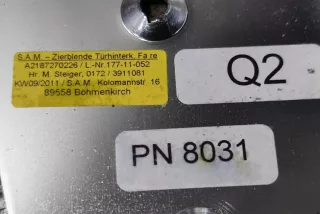 S.A.M. - Zierblende Türhinterk. Fa re
A2187270226 / L.-Nr.177-11-052
Hr. M. Steiger, 0172 / 3911081
KW09/2011 / S.A.M., Kolomannstr. 16
89558 Böhmenkirch
Q2
PN 8031